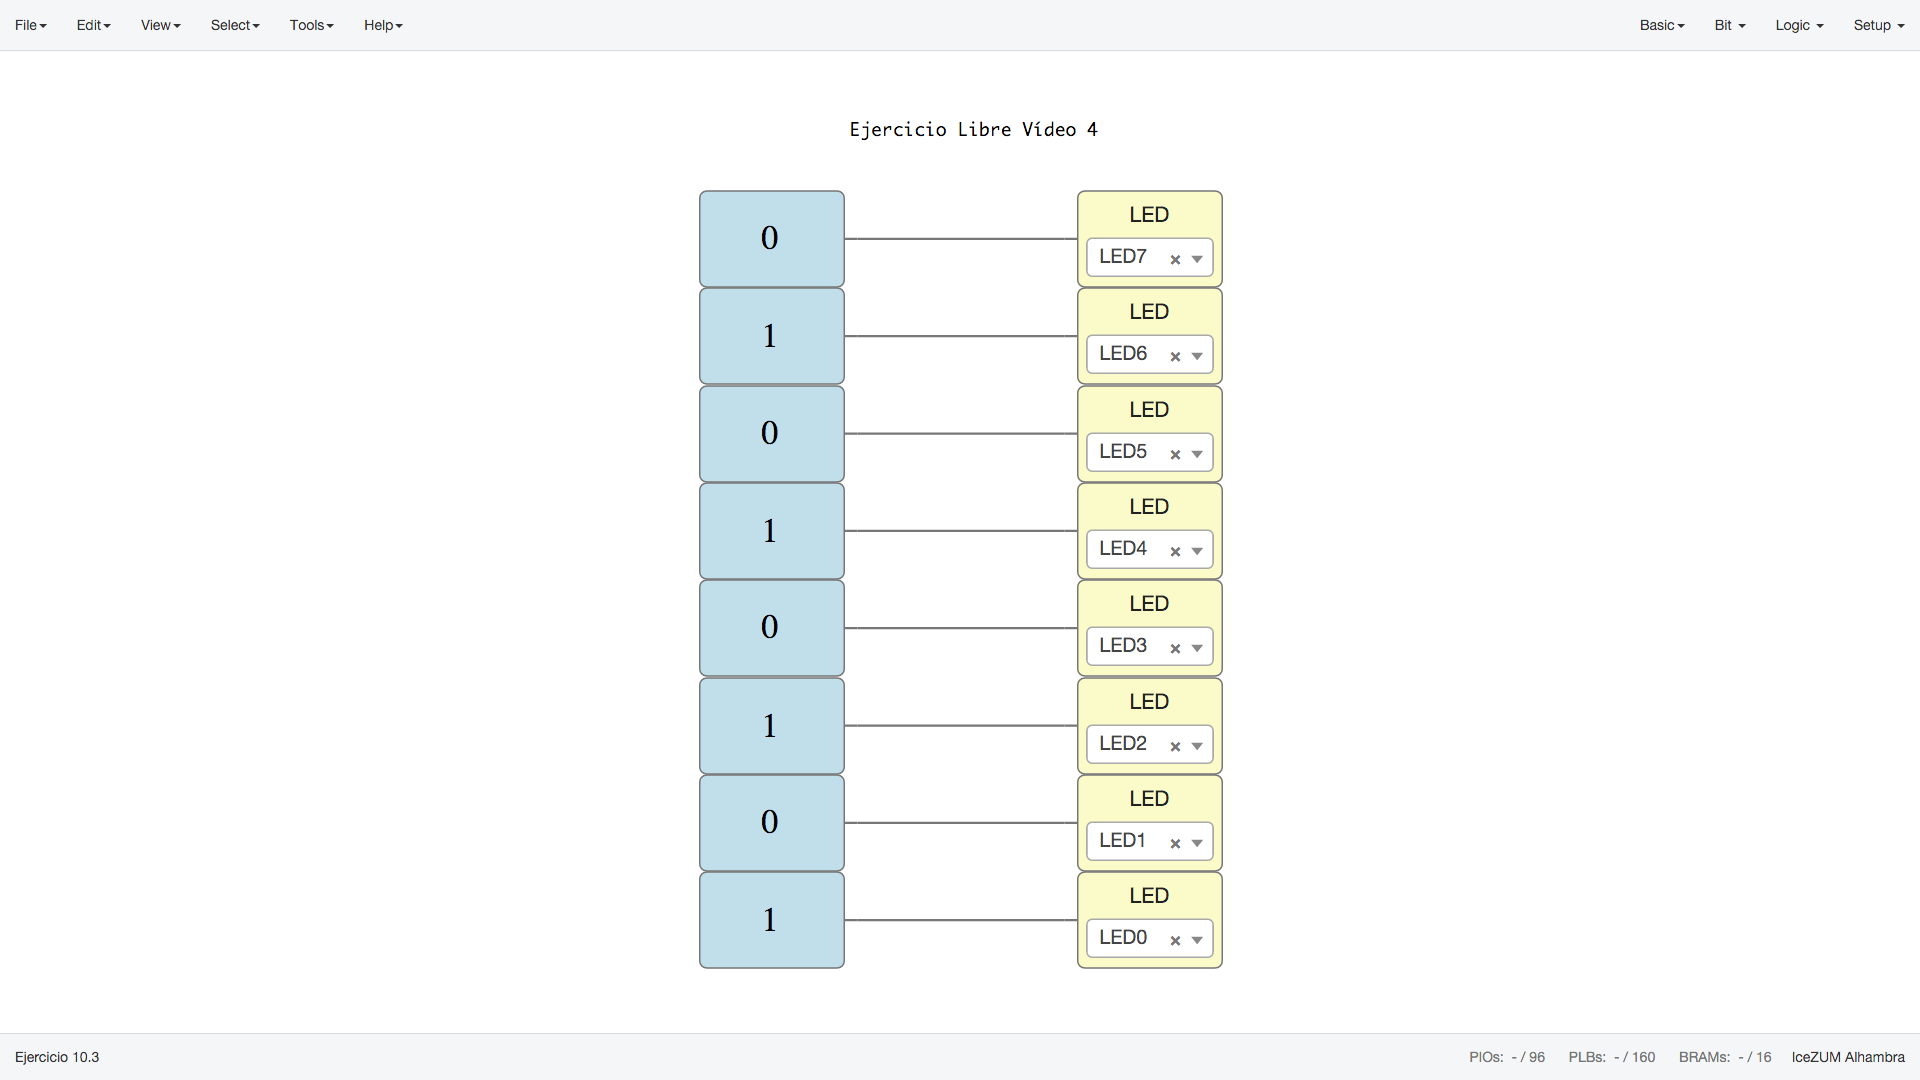 File Edit View Select Tools Help Basic Bit Logic Setup
Ejercicio Libre Vídeo 4
0 LED
LED7
1 LED
LED6
0 LED
LED5
1 LED
LED4
0 LED
LED3
1 LED
LED2
0 LED
LED1
1 LED
LED0
Ejercicio 10.3 PIOs: - / 96 PLBs: - / 160 BRAMs: - / 16 IceZUM Alhambra